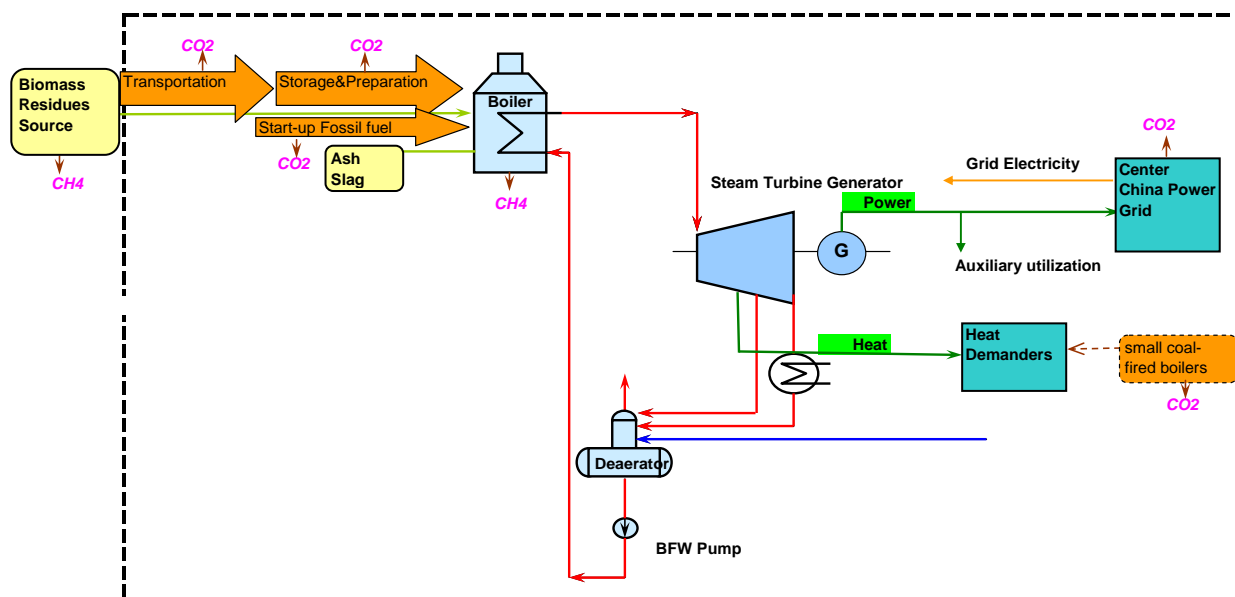 CO2
CO2
Transportation
Storage&Preparation
Biomass
Residues
Source
Boiler
Start-up Fossil fuel
CO2
Ash
Slag
CH4
CH4
CO2
Grid Electricity
Center
China Power
Grid
Steam Turbine Generator
Power
G
Auxiliary utilization
Heat
Heat
Demanders
small coal-
fired boilers
CO2
Deaerator
BFW Pump